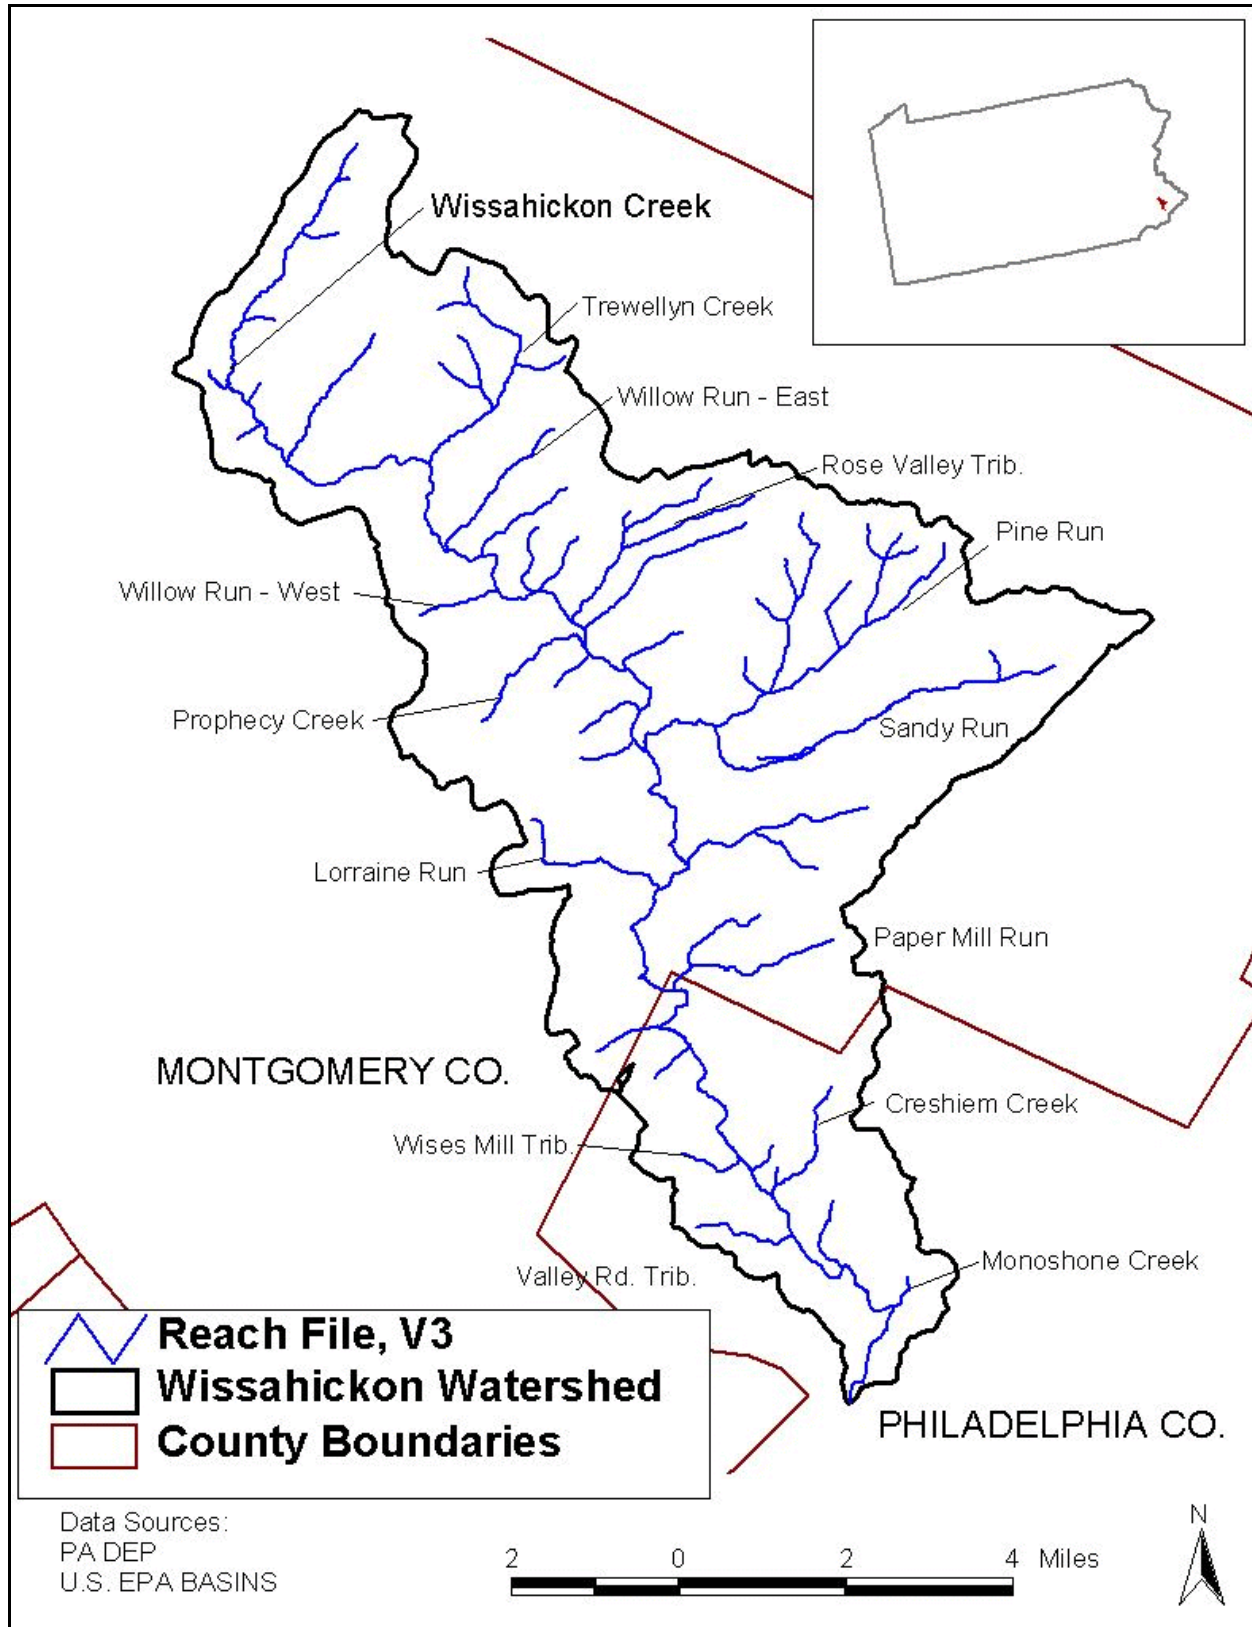 Wissahickon Creek
Trewellyn Creek
Willow Run - East
Rose Valley Trib.
Pine Run
Willow Run - West
Prophecy Creek
Sandy Run
Lorraine Run
Paper Mill Run
MONTGOMERY CO.
Creshiem Creek
Wises Mill Trib.
Monoshone Creek
Valley Rd. Trib.
Reach File, V3
Wissahickon Watershed
County Boundaries
PHILADELPHIA CO.
Data Sources:
PA DEP
U.S. EPA BASINS
2 0 2 4 Miles
N